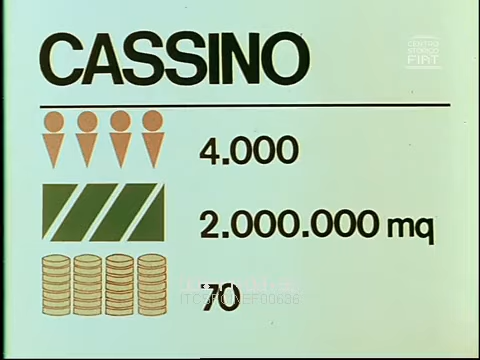 CASSINO
CENTRO
STORICO
FIAT
4.000
2.000.000 mq
70